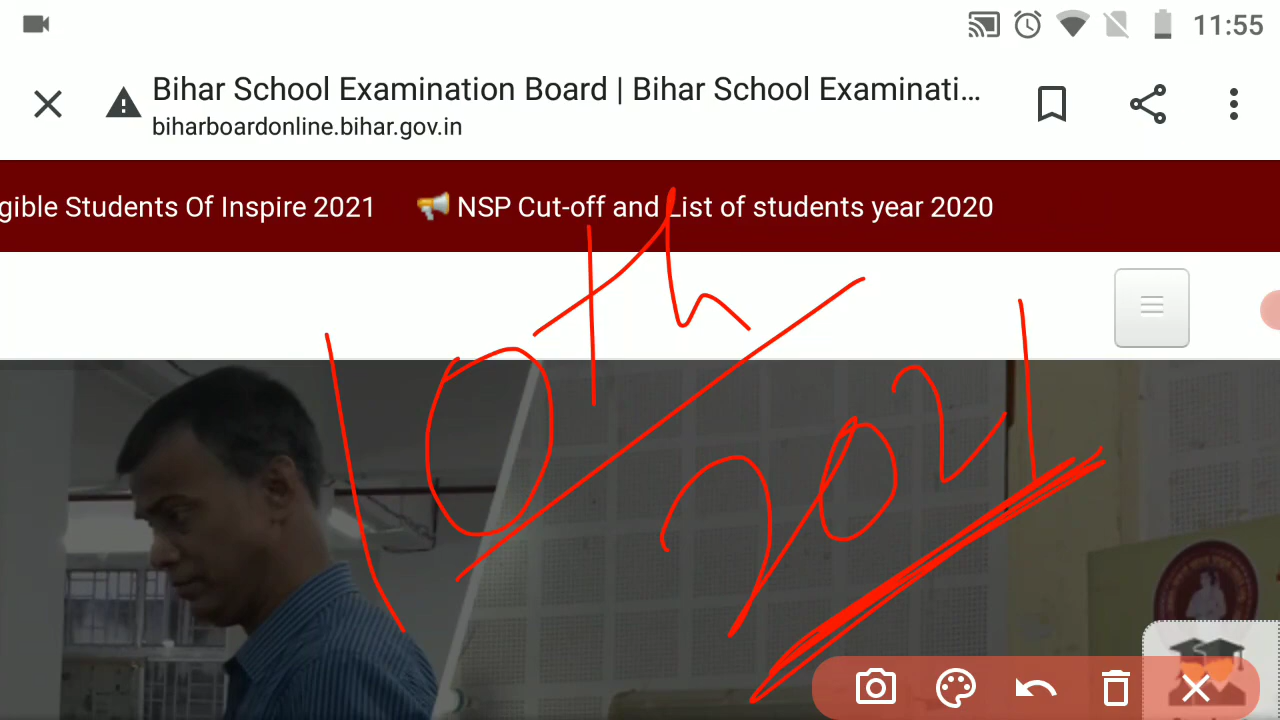 11:55
Bihar School Examination Board | Bihar School Examinati...
biharboardonline.bihar.gov.in
gible Students Of Inspire 2021 NSP Cut-off and List of students year 2020
10th
2021